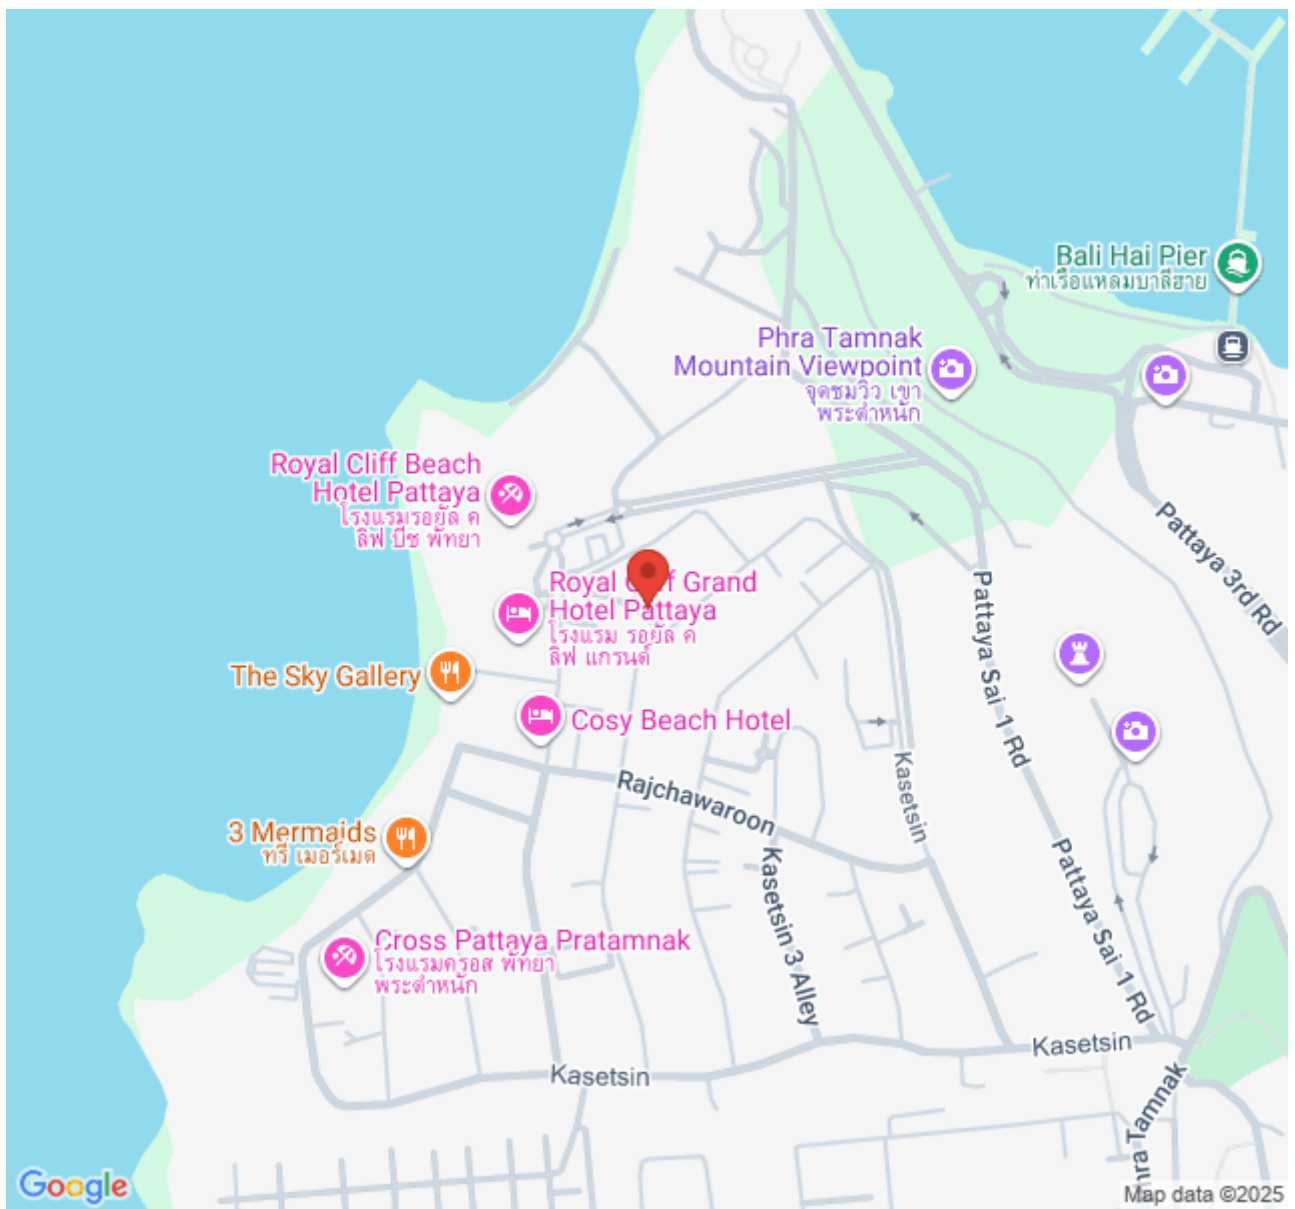 Bali Hai Pier
ท่าเรือแหลมบาลีฮาย
Phra Tamnak
Mountain Viewpoint
จุดชมวิว เขา
พระตำหนัก
Royal Cliff Beach
Hotel Pattaya
โรงแรมรอยัล ค
ลิฟ บีช พัทยา
Pattaya 3rd Rd
Royal Cliff Grand
Hotel Pattaya
โรงแรม รอยัล ค
ลิฟ แกรนด์
Pattaya Sai 1 Rd
The Sky Gallery
Cosy Beach Hotel
Kasetsin
Rajchawaroon
3 Mermaids
ทรี เมอร์เมด
Kasetsin 3 Alley
Pattaya Sai 1 Rd
Cross Pattaya Pratamnak
โรงแรมครอส พัทยา
พระตำหนัก
Kasetsin
Kasetsin
Tamnak
Google
Map data ©2025